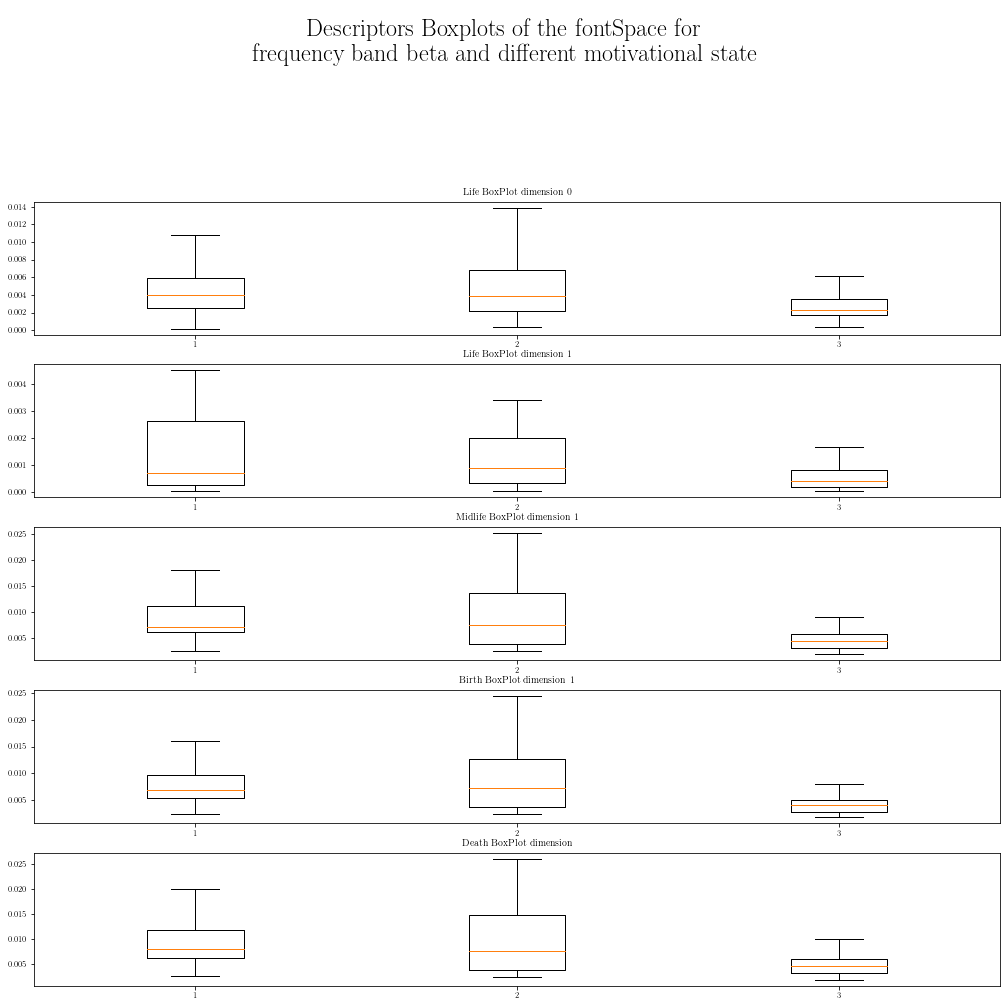 Descriptors Boxplots of the fontSpace for
frequency band beta and different motivational state
Life BoxPlot dimension 0
0.014
0.012
0.010
0.008
0.006
0.004
0.002
0.000
1 2 3
Life BoxPlot dimension 1
0.004
0.003
0.002
0.001
0.000
1 2 3
Midlife BoxPlot dimension 1
0.025
0.020
0.015
0.010
0.005
1 2 3
Birth BoxPlot dimension 1
0.025
0.020
0.015
0.010
0.005
1 2 3
Death BoxPlot dimension
0.025
0.020
0.015
0.010
0.005
1 2 3